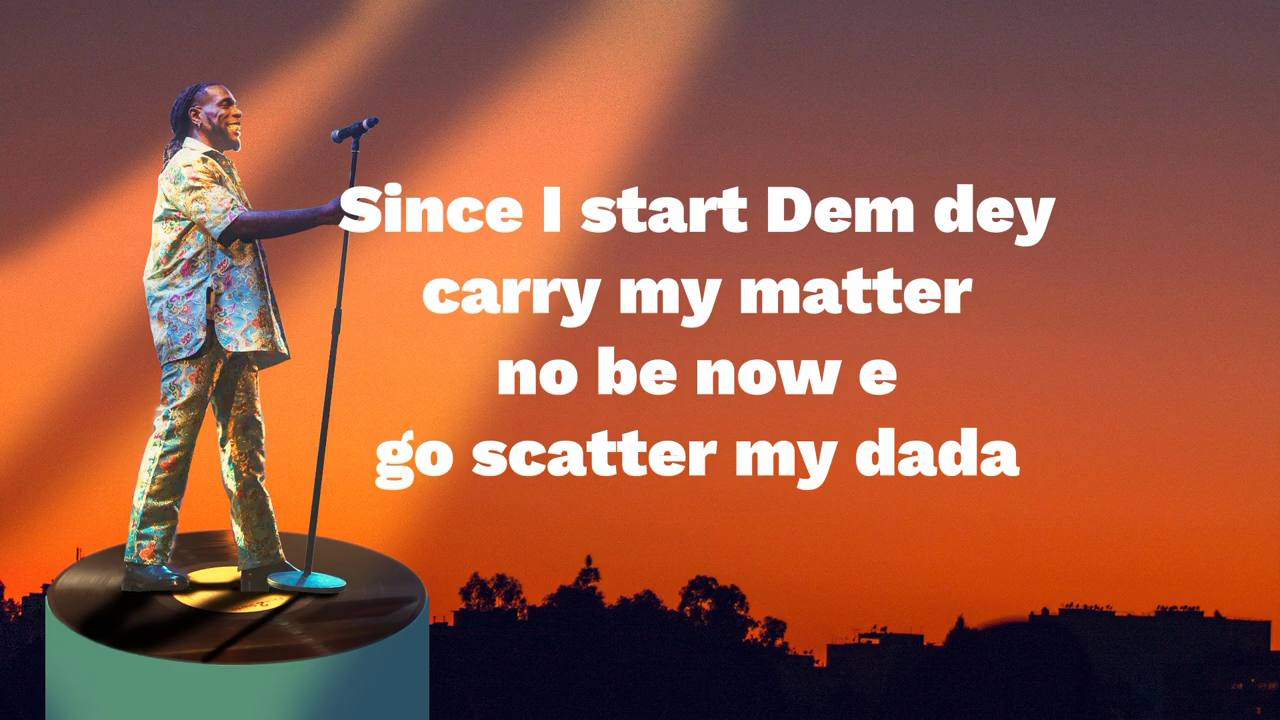 Since I start Dem dey
carry my matter
no be now e
go scatter my dada